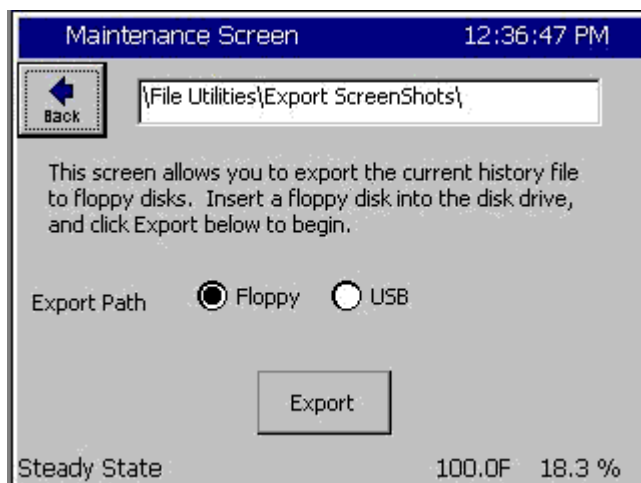 Maintenance Screen 12:36:47 PM
Back
\File Utilities\Export ScreenShots\
This screen allows you to export the current history file
to floppy disks. Insert a floppy disk into the disk drive,
and click Export below to begin.
Export Path Floppy USB
Export
Steady State 100.0F 18.3 %